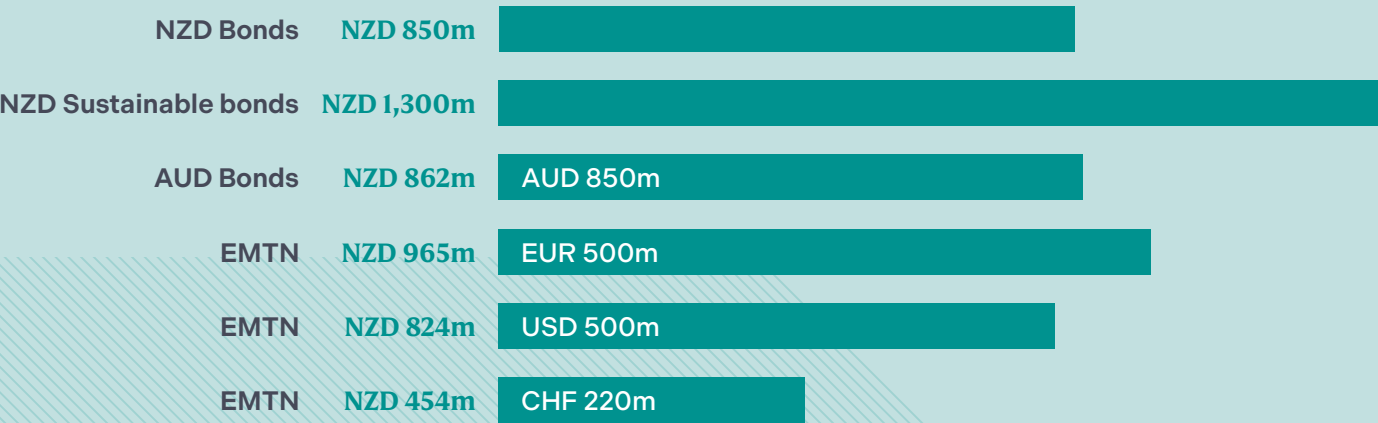 NZD Bonds NZD 850m
NZD Sustainable bonds NZD 1,300m
AUD Bonds NZD 862m AUD 850m
EMTN NZD 965m EUR 500m
EMTN NZD 824m USD 500m
EMTN NZD 454m CHF 220m